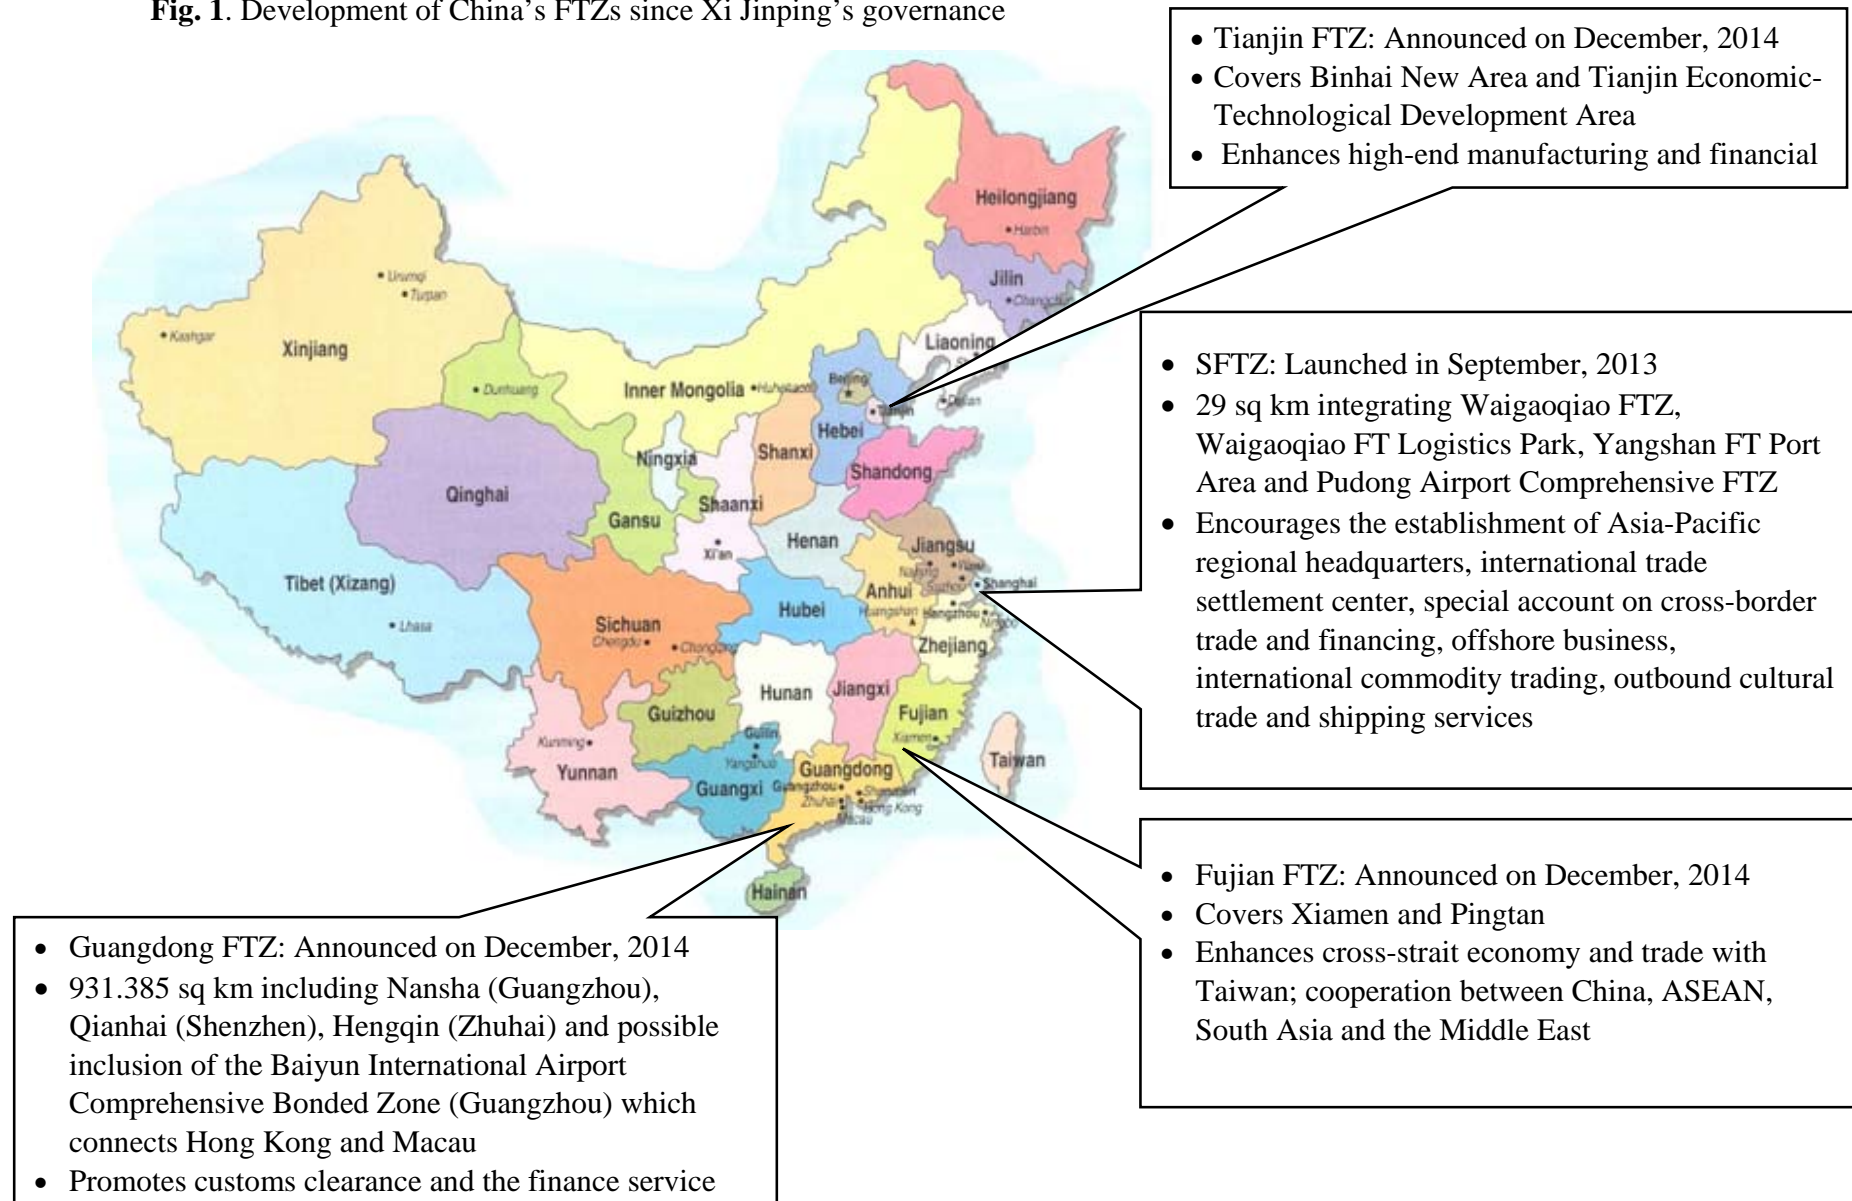 Fig. 1. Development of China's FTZs since Xi Jinping's governance
• Tianjin FTZ: Announced on December, 2014
• Covers Binhai New Area and Tianjin Economic-
Technological Development Area
• Enhances high-end manufacturing and financial
Heilongjiang
Harbin
Jilin
Changchun
Liaoning
Dalian
Urumqi
Turpan
Kashgar
Xinjiang
Dunhuang
Inner Mongolia
Beijing
Tianjin
Hebei
Shanxi
Shandong
Ningxia
Qinghai
Gansu
Shaanxi
Xi'an
Henan
Jiangsu
Shanghai
Tibet (Xizang)
Lhasa
Anhui
Huangshan
Hangzhou
Ningbo
Zhejiang
Hubei
Sichuan
Chengdu
Chongqing
Hunan
Jiangxi
Guizhou
Fujian
Xiamen
Kunming
Yunnan
Guilin
Yangshuo
Guangxi
Guangdong
Guangzhou
Shenzhen
Zhuhai
Hong Kong
Macau
Taiwan
Hainan
• SFTZ: Launched in September, 2013
• 29 sq km integrating Waigaoqiao FTZ,
Waigaoqiao FT Logistics Park, Yangshan FT Port
Area and Pudong Airport Comprehensive FTZ
• Encourages the establishment of Asia-Pacific
regional headquarters, international trade
settlement center, special account on cross-border
trade and financing, offshore business,
international commodity trading, outbound cultural
trade and shipping services
• Fujian FTZ: Announced on December, 2014
• Covers Xiamen and Pingtan
• Enhances cross-strait economy and trade with
Taiwan; cooperation between China, ASEAN,
South Asia and the Middle East
• Guangdong FTZ: Announced on December, 2014
• 931.385 sq km including Nansha (Guangzhou),
Qianhai (Shenzhen), Hengqin (Zhuhai) and possible
inclusion of the Baiyun International Airport
Comprehensive Bonded Zone (Guangzhou) which
connects Hong Kong and Macau
• Promotes customs clearance and the finance service